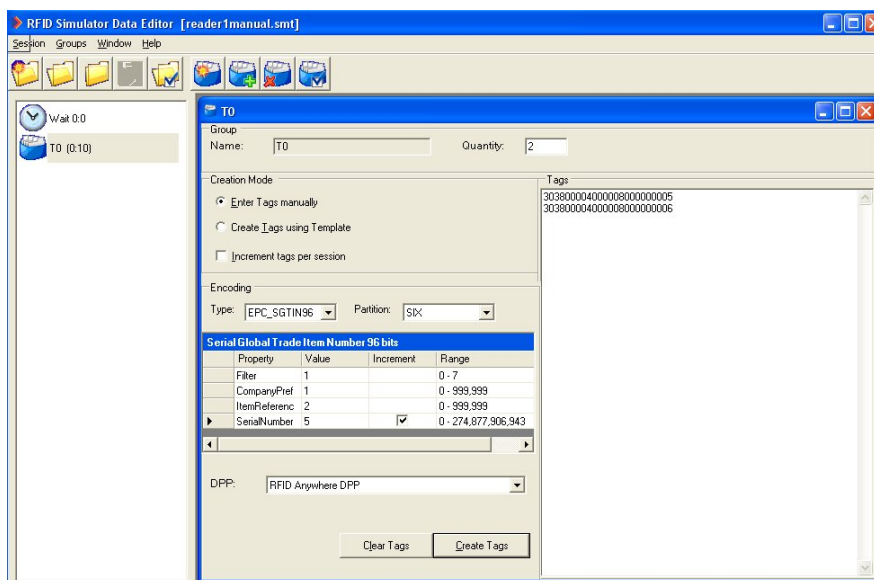 RFID Simulator Data Editor [reader1manual.smt]
Session Groups Window Help
Wait 0:0
T0 (0:10)
T0
Group
Name: T0 Quantity: 2
Creation Mode
Enter Tags manually
Create Tags using Template
Increment tags per session
Tags
303800004000008000000005
303800004000008000000006
Encoding
Type: EPC_SGTIN96 Partition: SIX
Serial Global Trade Item Number 96 bits
Property Value Increment Range
Filter 1 0 - 7
CompanyPref 1 0 - 999,999
ItemReferenc 2 0 - 999,999
SerialNumber 5 0 - 274,877,906,943
DPP: RFID Anywhere DPP
Clear Tags Create Tags